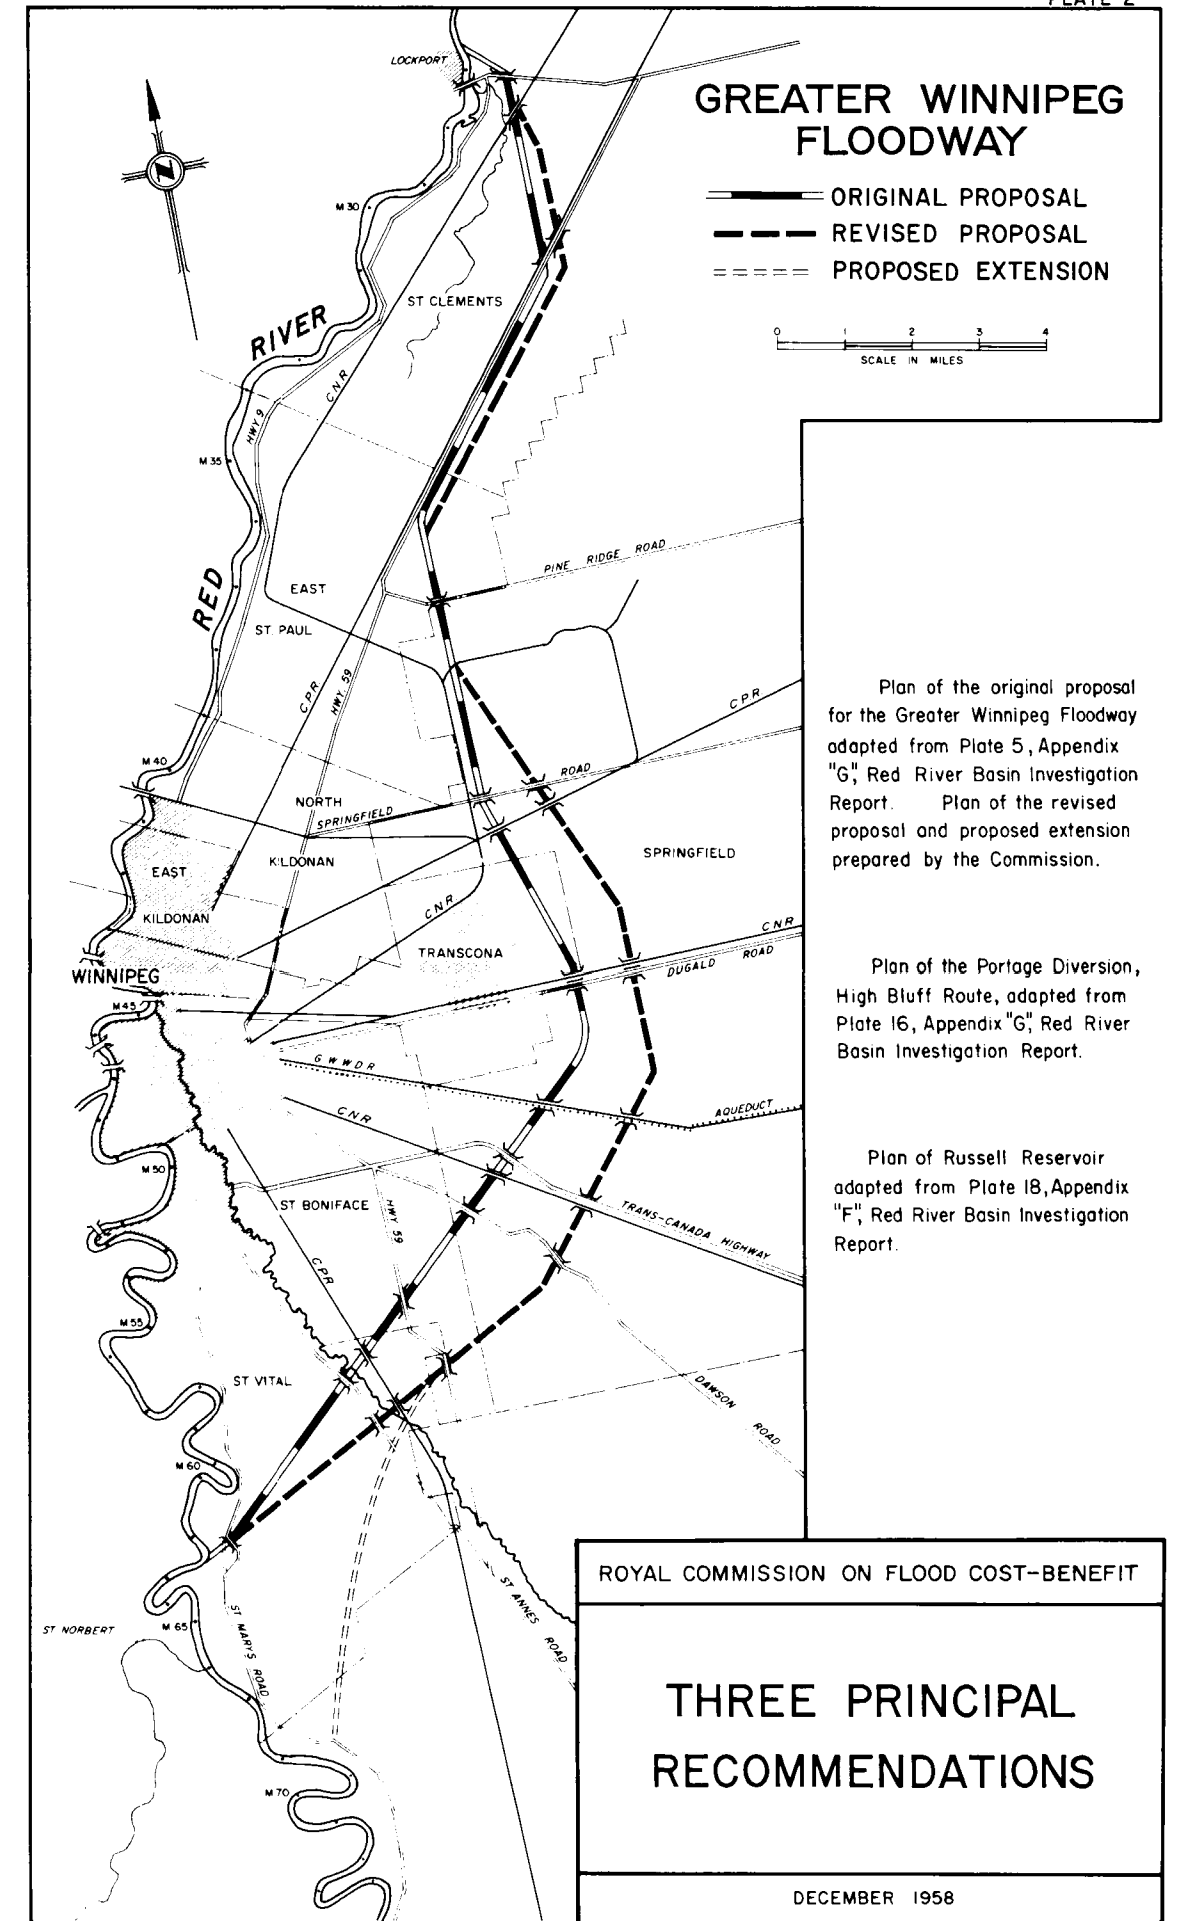 PLATE 2
GREATER WINNIPEG
FLOODWAY
ORIGINAL PROPOSAL
REVISED PROPOSAL
PROPOSED EXTENSION
0 1 2 3 4
SCALE IN MILES
LOCKPORT
N
M 30
ST CLEMENTS
RED RIVER
C.N.R
HWY 9
M 35
PINE RIDGE ROAD
EAST
ST. PAUL
C.P.R
HWY. 59
C P R
M 40
NORTH
SPRINGFIELD ROAD
KILDONAN
EAST
KILDONAN
SPRINGFIELD
C N R
TRANSCONA
C N R
DUGALD ROAD
WINNIPEG
M 45
G W W D R
AQUEDUCT
C N R
M 50
ST BONIFACE
HWY 59
TRANS-CANADA HIGHWAY
C.P.R
M 55
ST VITAL
DAWSON ROAD
M 60
ST ANNES ROAD
ST MARYS ROAD
M 65
ST NORBERT
M 70
Plan of the original proposal
for the Greater Winnipeg Floodway
adapted from Plate 5, Appendix
"G", Red River Basin Investigation
Report. Plan of the revised
proposal and proposed extension
prepared by the Commission.
Plan of the Portage Diversion,
High Bluff Route, adapted from
Plate 16, Appendix "G", Red River
Basin Investigation Report.
Plan of Russell Reservoir
adapted from Plate 18, Appendix
"F", Red River Basin Investigation
Report.
ROYAL COMMISSION ON FLOOD COST-BENEFIT
THREE PRINCIPAL
RECOMMENDATIONS
DECEMBER 1958